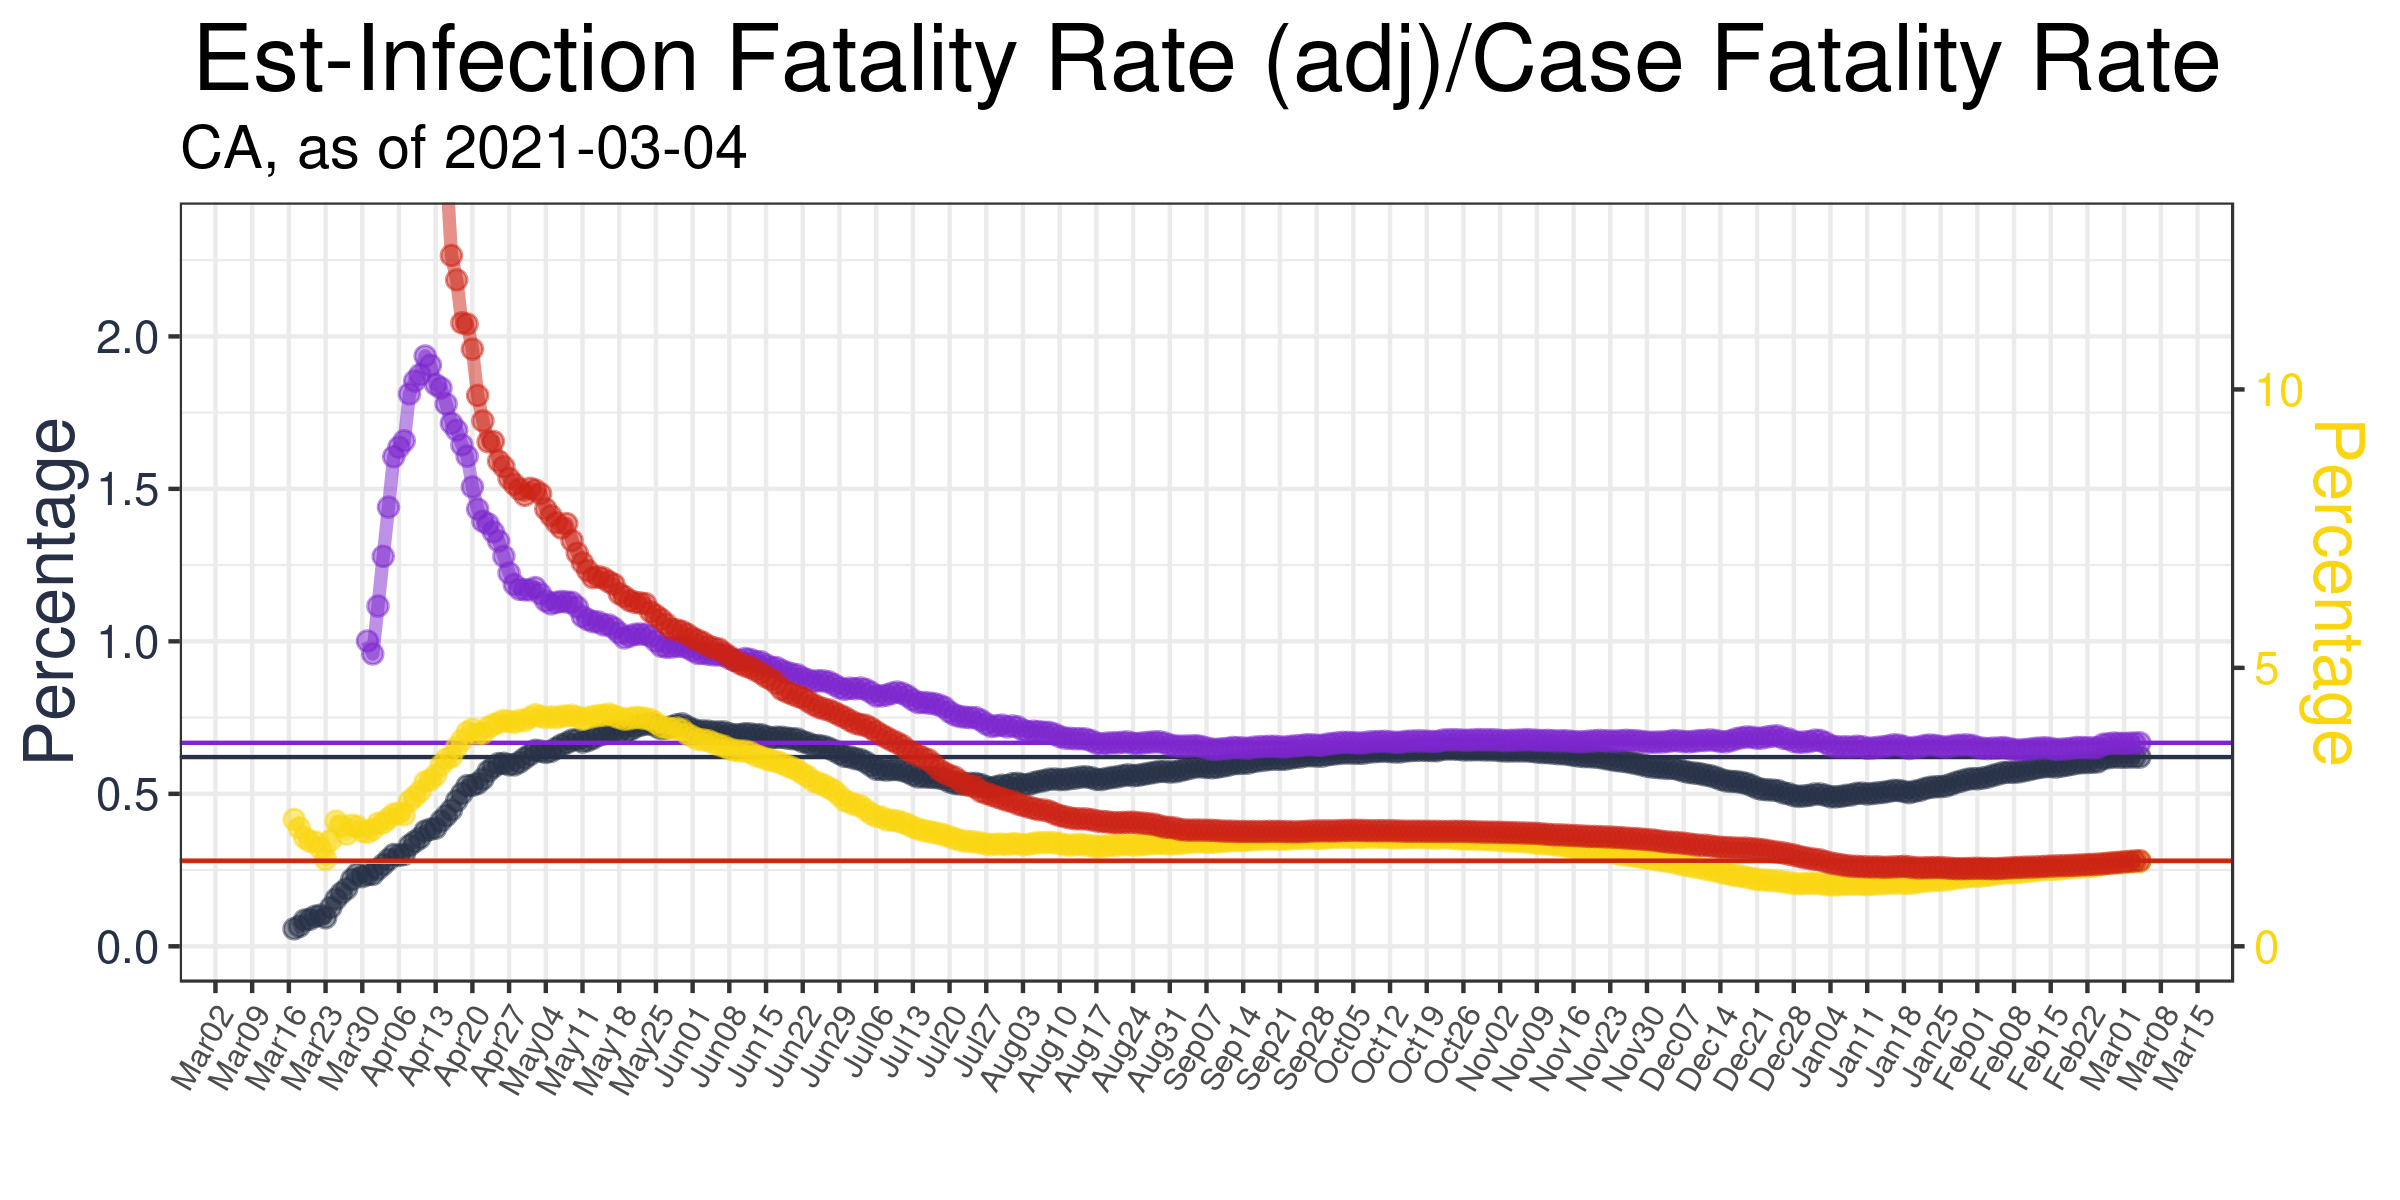 Est-Infection Fatality Rate (adj)/Case Fatality Rate
CA, as of 2021-03-04
Percentage
2.0
1.5
1.0
0.5
0.0
10
5
0
Percentage
Mar02
Mar09
Mar16
Mar23
Mar30
Apr06
Apr13
Apr20
Apr27
May04
May11
May18
May25
Jun01
Jun08
Jun15
Jun22
Jun29
Jul06
Jul13
Jul20
Jul27
Aug03
Aug10
Aug17
Aug24
Aug31
Sep07
Sep14
Sep21
Sep28
Oct05
Oct12
Oct19
Oct26
Nov02
Nov09
Nov16
Nov23
Nov30
Dec07
Dec14
Dec21
Dec28
Jan04
Jan11
Jan18
Jan25
Feb01
Feb08
Feb15
Feb22
Mar01
Mar08
Mar15